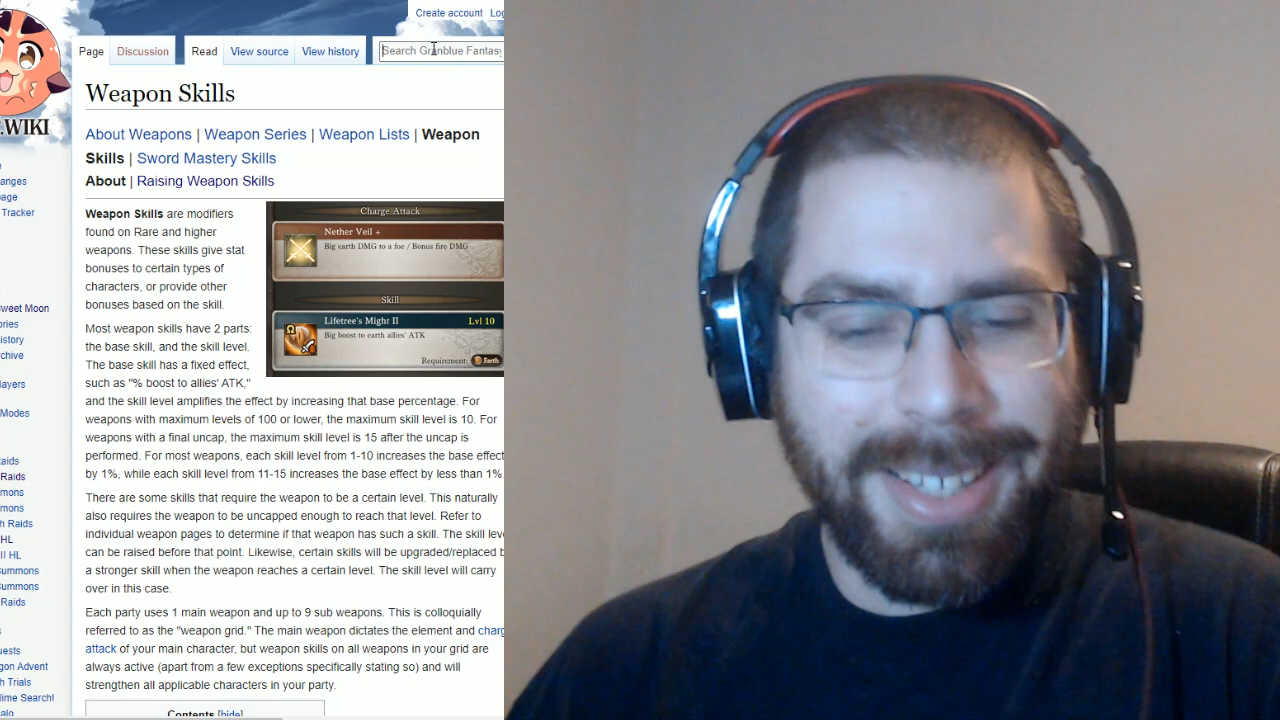 Create account Log
Page Discussion Read View source View history Search Granblue Fantasy
Weapon Skills
About Weapons | Weapon Series | Weapon Lists | Weapon
Skills | Sword Mastery Skills
About | Raising Weapon Skills
Weapon Skills are modifiers
found on Rare and higher
weapons. These skills give stat
bonuses to certain types of
characters, or provide other
bonuses based on the skill.
Charge Attack
Nether Veil +
Big earth DMG to a foe / Bonus fire DMG
Skill
Lifetree's Might II Lvl 10
Big boost to earth allies' ATK
Requirement: Earth
Most weapon skills have 2 parts:
the base skill, and the skill level.
The base skill has a fixed effect,
such as "% boost to allies' ATK,"
and the skill level amplifies the effect by increasing that base percentage. For
weapons with maximum levels of 100 or lower, the maximum skill level is 10. For
weapons with a final uncap, the maximum skill level is 15 after the uncap is
performed. For most weapons, each skill level from 1-10 increases the base effect
by 1%, while each skill level from 11-15 increases the base effect by less than 1%.
There are some skills that require the weapon to be a certain level. This naturally
also requires the weapon to be uncapped enough to reach that level. Refer to
individual weapon pages to determine if that weapon has such a skill. The skill leve
can be raised before that point. Likewise, certain skills will be upgraded/replaced b
a stronger skill when the weapon reaches a certain level. The skill level will carry
over in this case.
Each party uses 1 main weapon and up to 9 sub weapons. This is colloquially
referred to as the "weapon grid." The main weapon dictates the element and charg
attack of your main character, but weapon skills on all weapons in your grid are
always active (apart from a few exceptions specifically stating so) and will
strengthen all applicable characters in your party.
Contents [hide]
.WIKI
anges
page
Tracker
Sweet Moon
ories
istory
rchive
layers
Modes
aids
Raids
mons
mons
h Raids
HL
II HL
Summons
Summons
Raids
uests
gon Advent
h Trials
lime Search!
alo